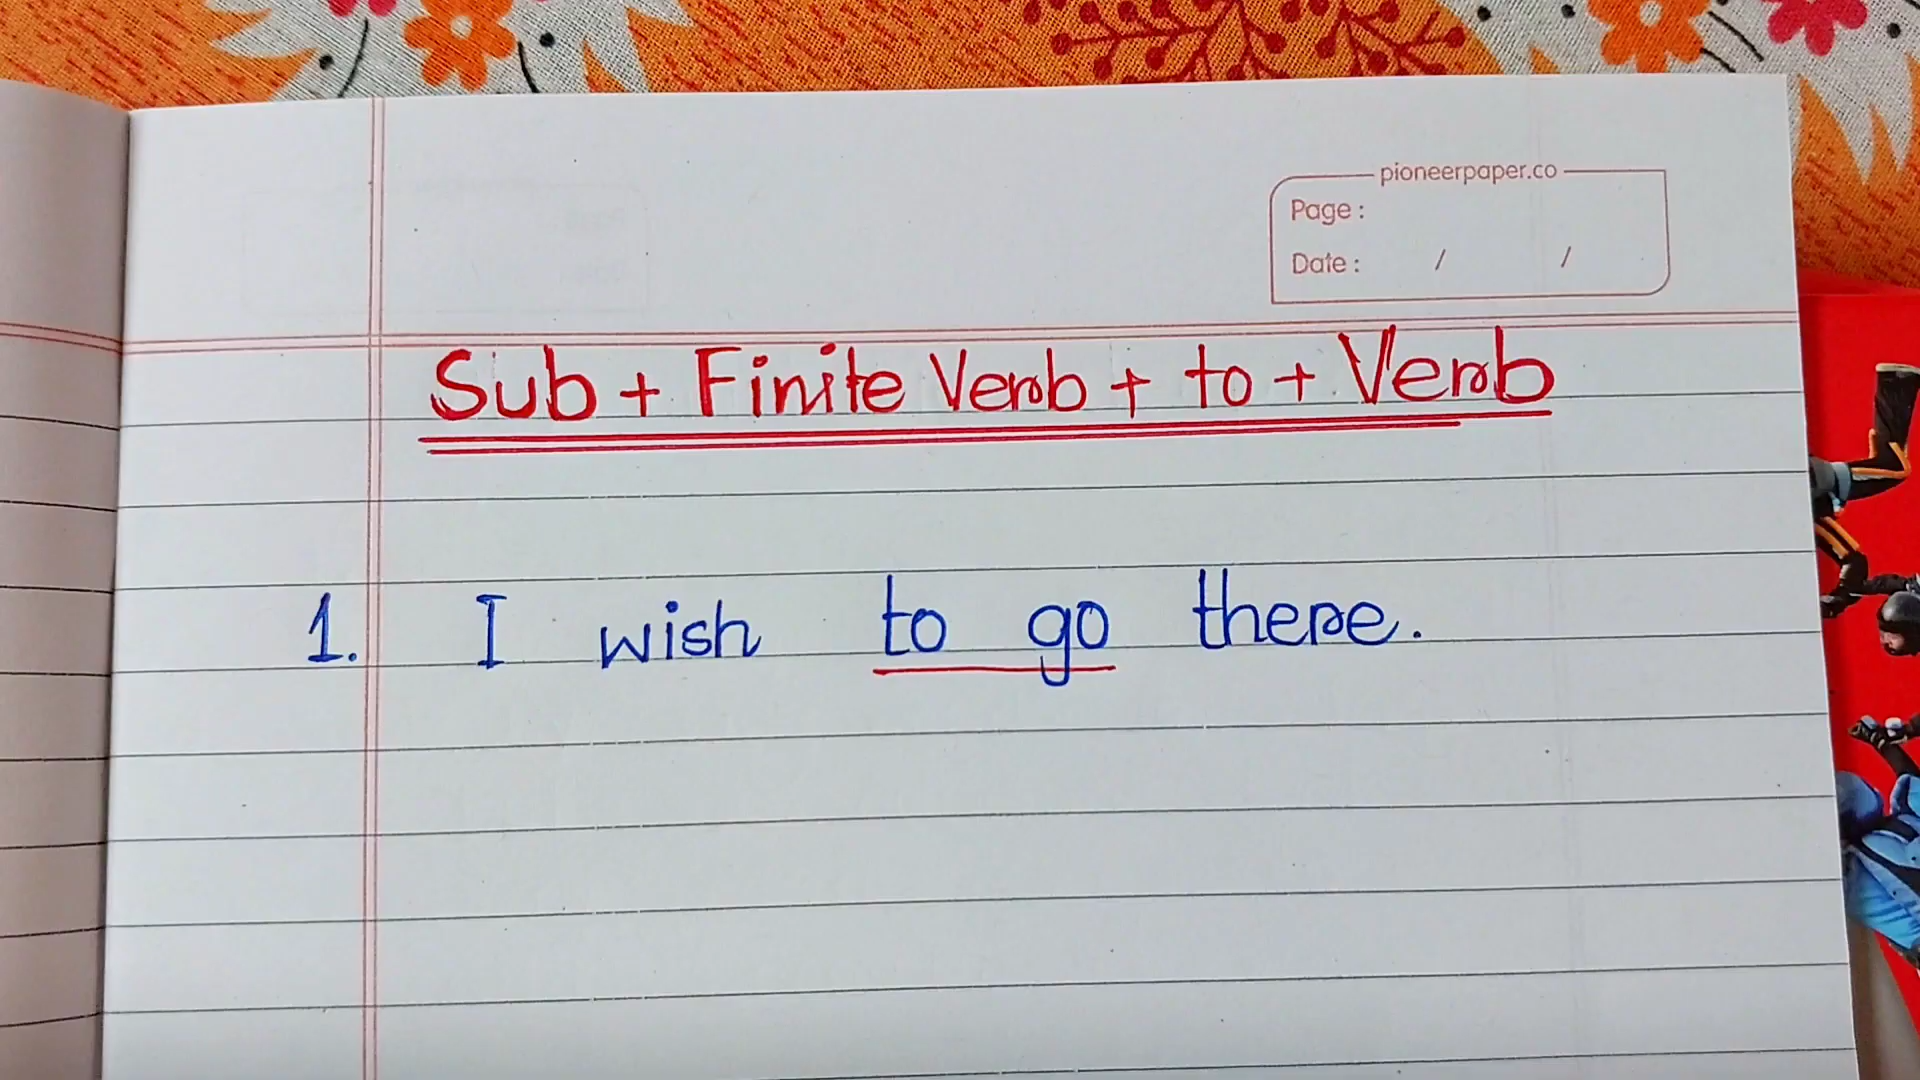 pioneerpaper.co
Page :
Date : / /
Sub + Finite Verb + to + Verb
1. I wish to go there.